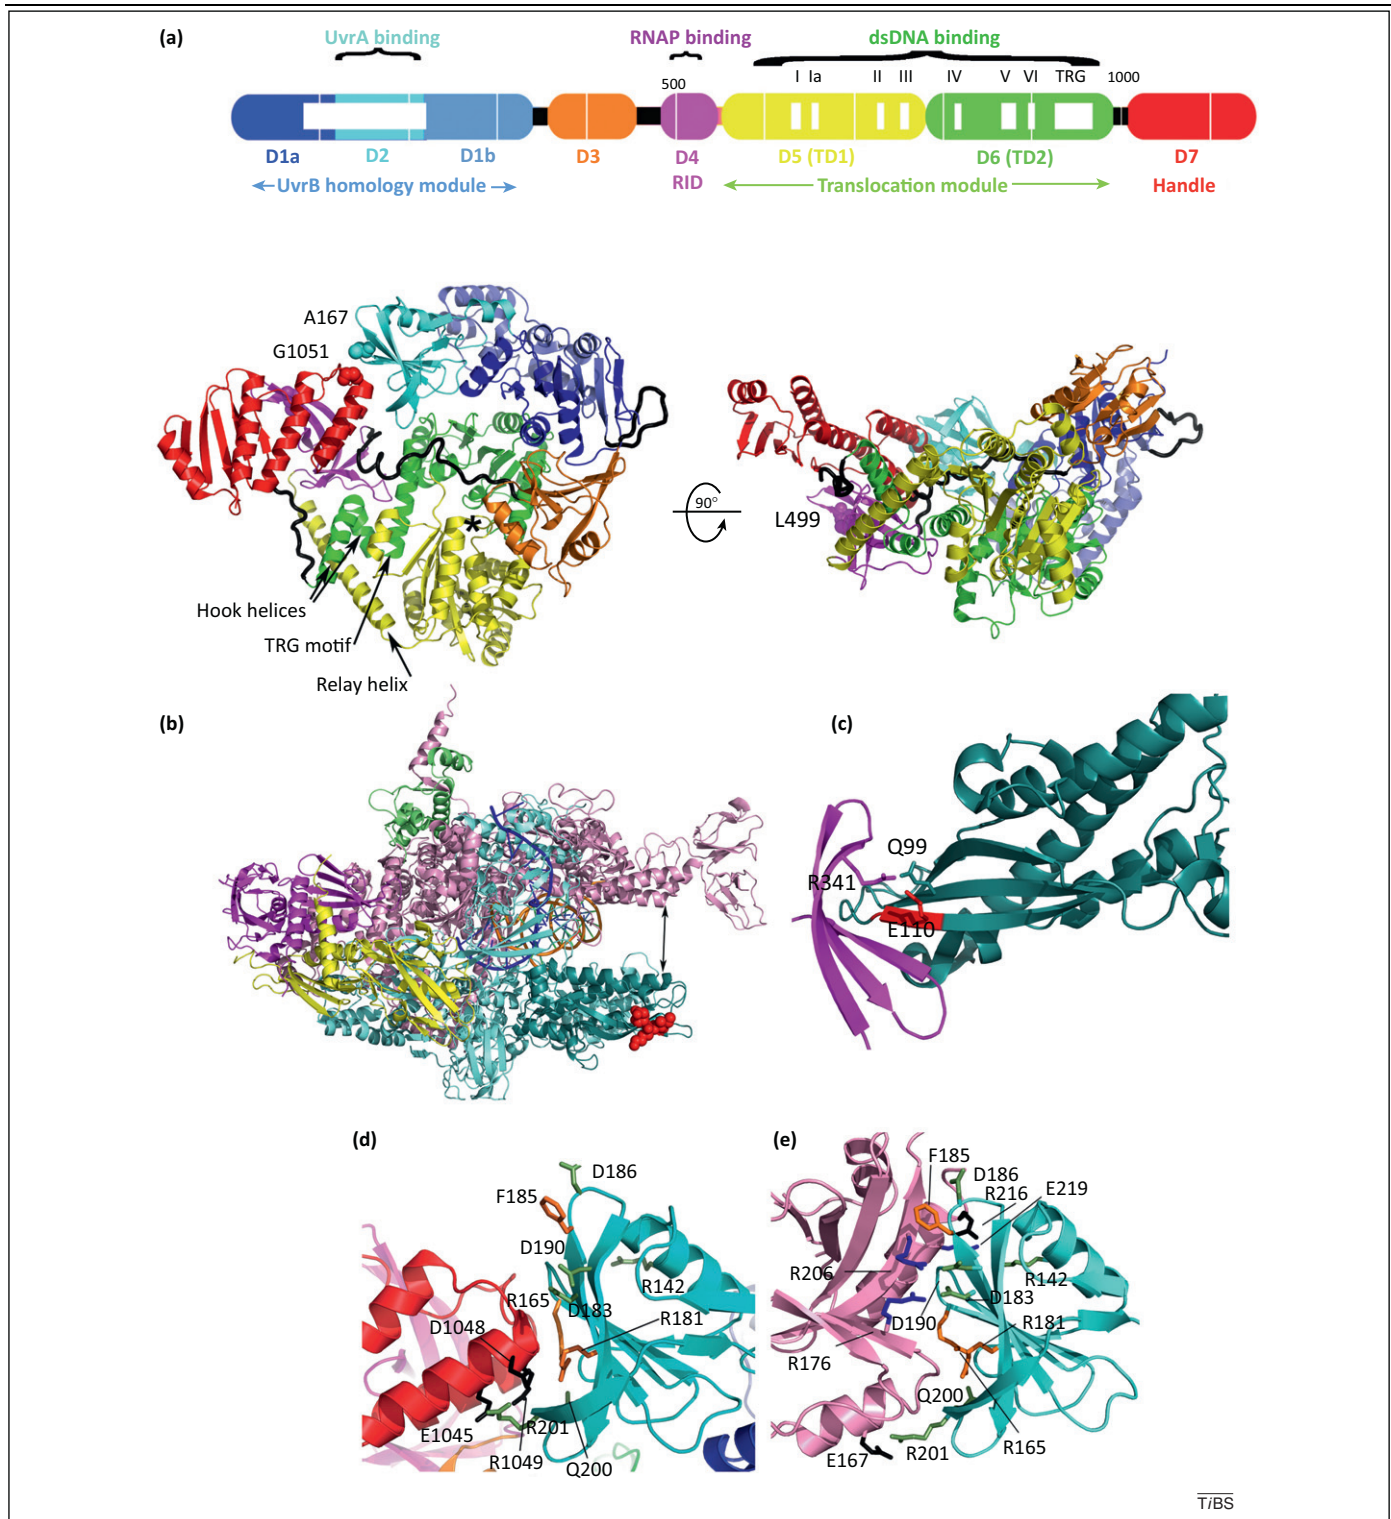 (a)
UvrA binding RNAP binding dsDNA binding
500 I Ia II III IV V VI TRG 1000
D1a D2 D1b D3 D4 D5 (TD1) D6 (TD2) D7
UvrB homology module RID Translocation module Handle
A167
G1051
90°
L499
*
Hook helices
TRG motif
Relay helix
(b) (c)
Q99
R341
E110
(d)
D186
F185
D190
R142
R165
D183
R181
D1048
R201
E1045
R1049
Q200
(e)
F185
D186
R216
E219
R206
R142
D183
D190
R181
R176
Q200
R165
R201
E167
TiBS